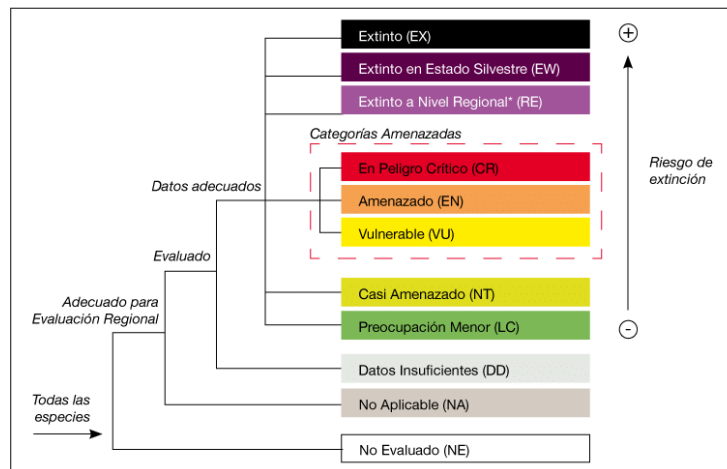 Extinto (EX)
Extinto en Estado Silvestre (EW)
Extinto a Nivel Regional* (RE)
Categorías Amenazadas
En Peligro Crítico (CR)
Riesgo de
extinción
Datos adecuados
Amenazado (EN)
Vulnerable (VU)
Evaluado
Casi Amenazado (NT)
Adecuado para
Evaluación Regional
Preocupación Menor (LC)
Datos Insuficientes (DD)
Todas las
especies
No Aplicable (NA)
No Evaluado (NE)
+
-